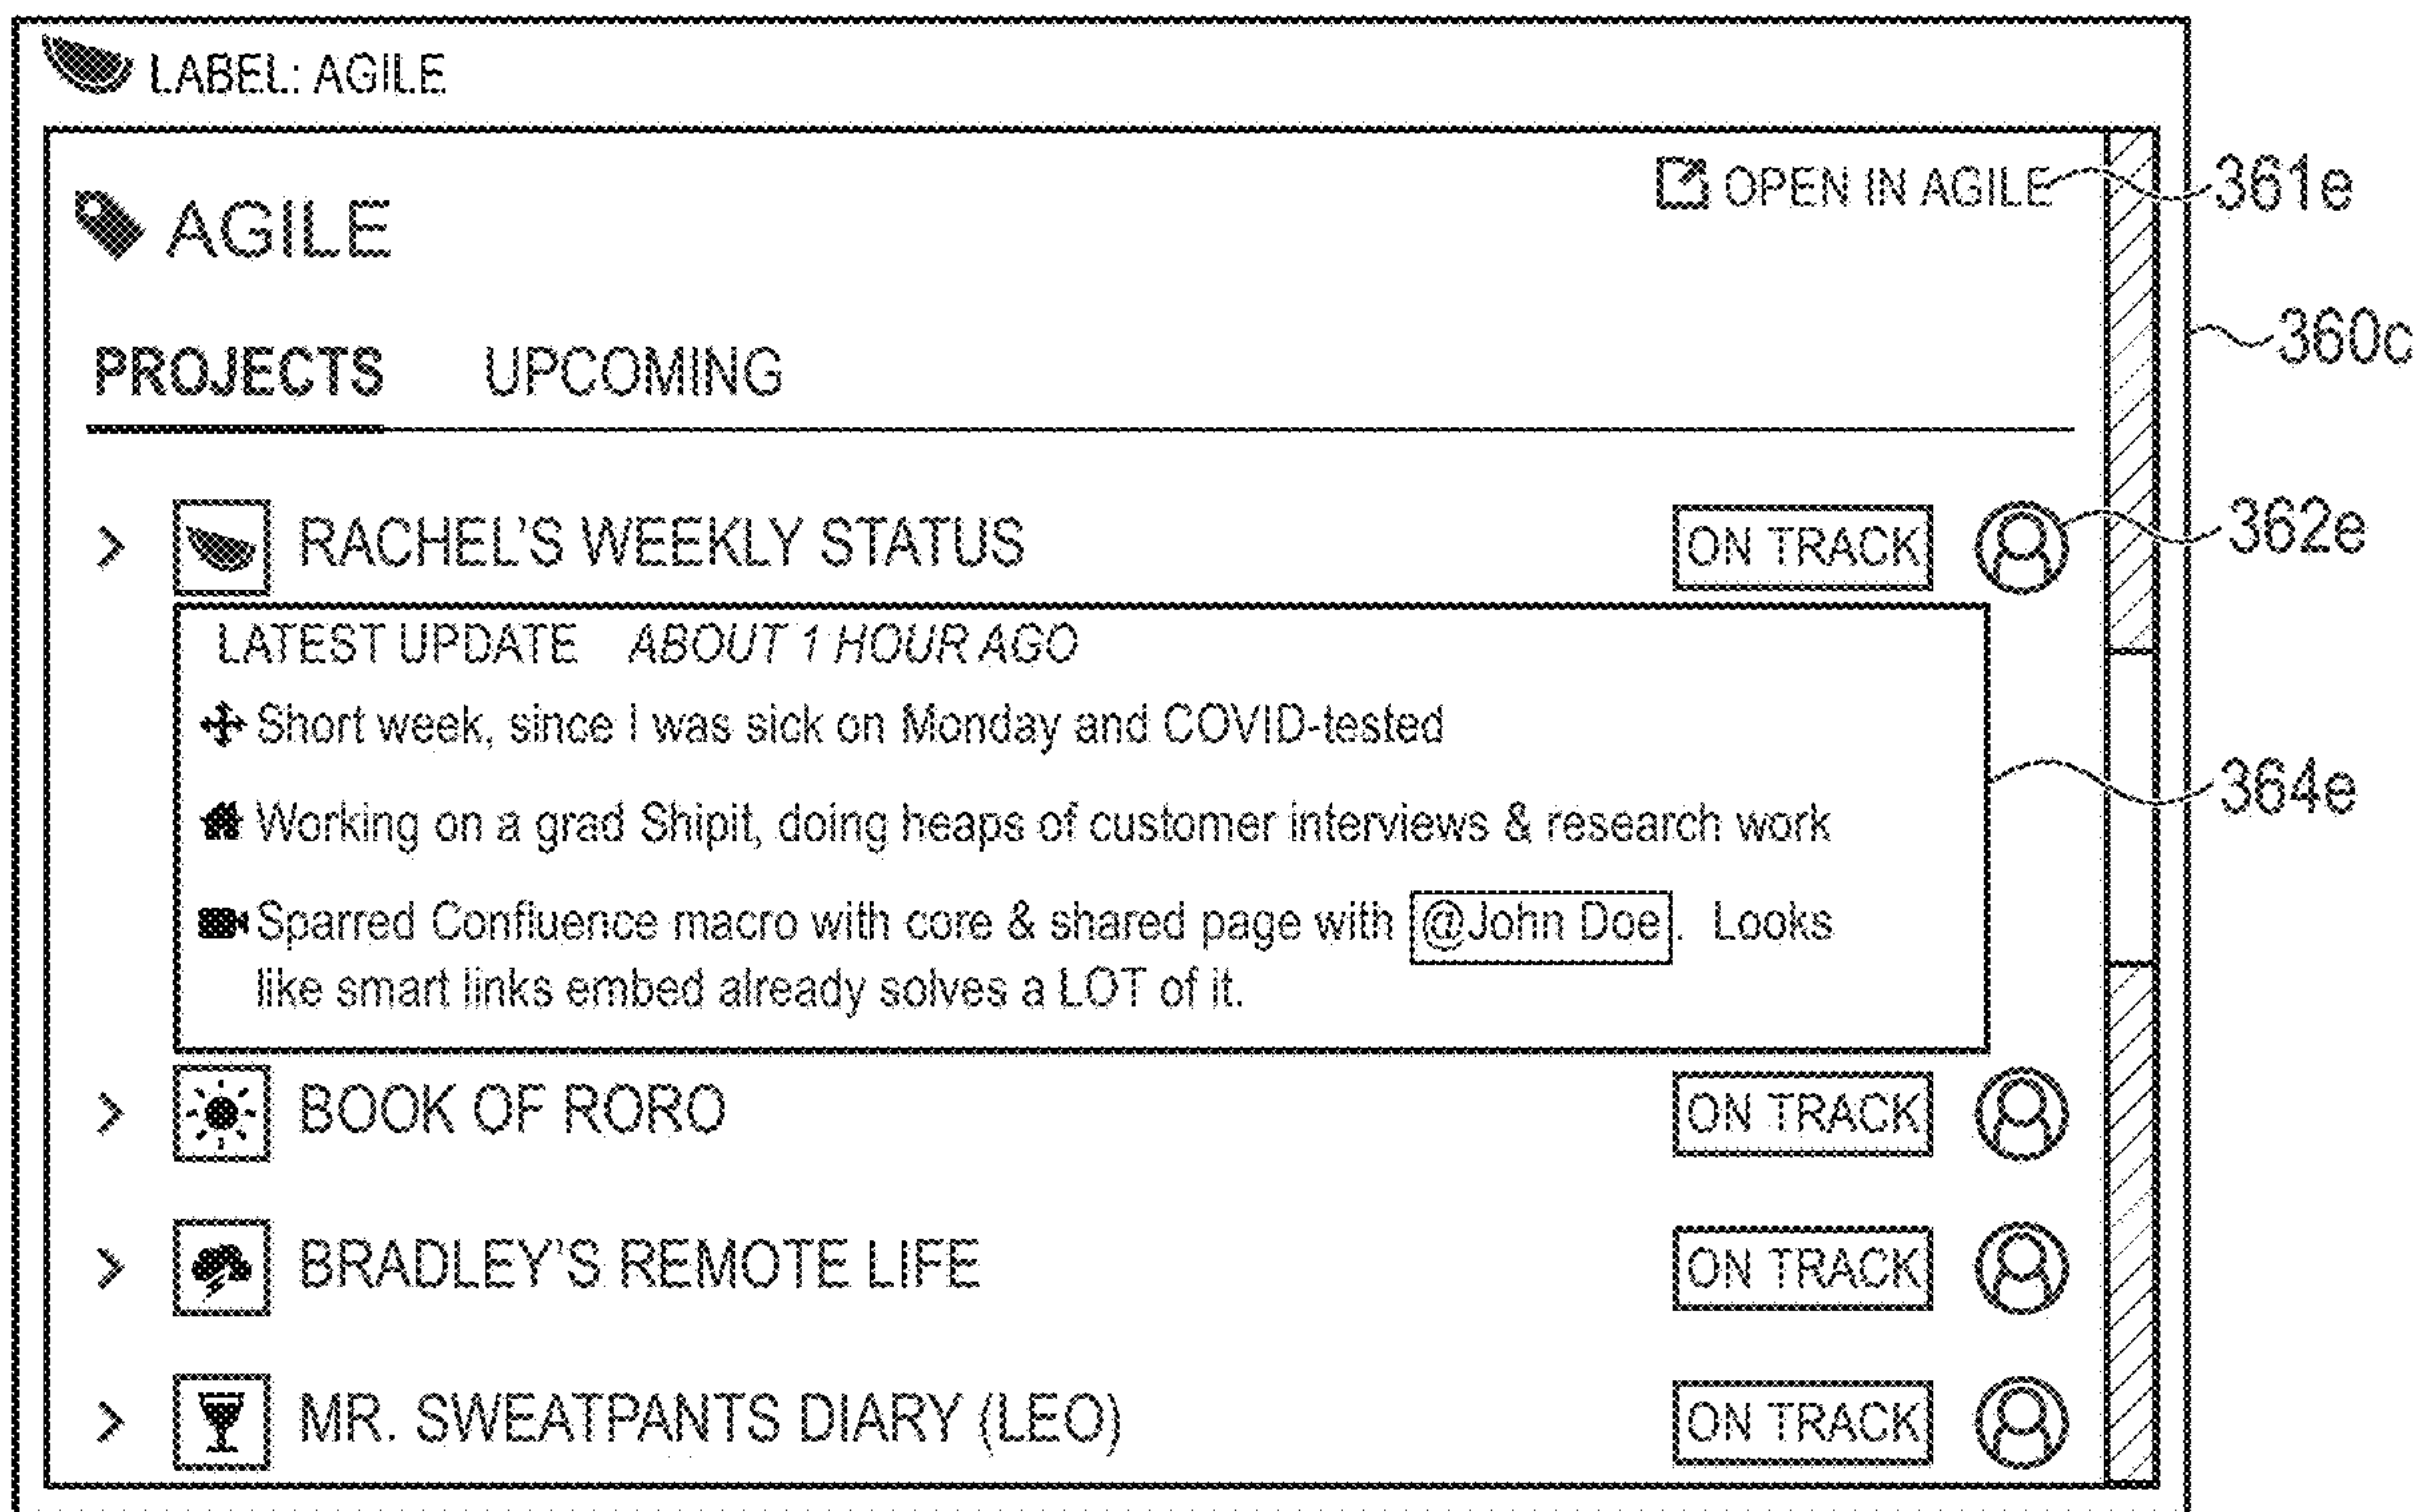 LABEL: AGILE
OPEN IN AGILE 361e
AGILE
360c
PROJECTS UPCOMING
RACHEL'S WEEKLY STATUS ON TRACK 362e
LATEST UPDATE ABOUT 1 HOUR AGO
Short week, since I was sick on Monday and COVID-tested
364e
Working on a grad Shipit, doing heaps of customer interviews & research work
Sparred Confluence macro with core & shared page with @John Doe. Looks
like smart links embed already solves a LOT of it.
BOOK OF RORO ON TRACK
BRADLEY'S REMOTE LIFE ON TRACK
MR. SWEATPANTS DIARY (LEO) ON TRACK